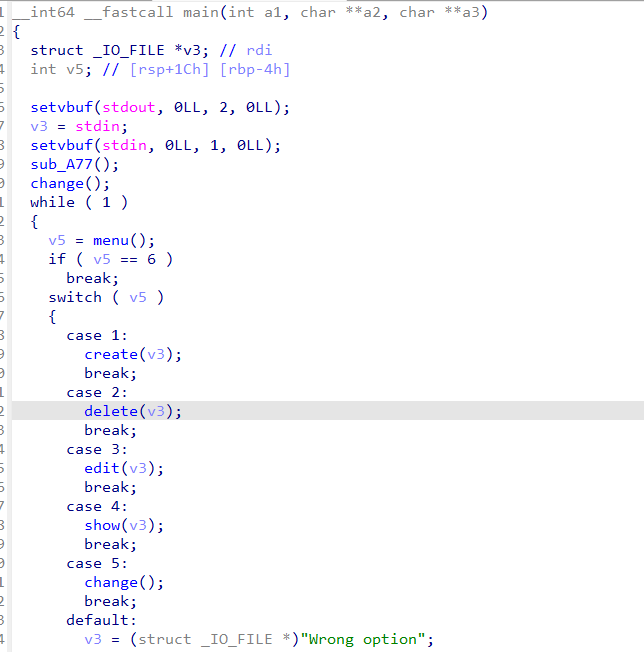 1 __int64 __fastcall main(int a1, char **a2, char **a3)
2 {
3 struct _IO_FILE *v3; // rdi
4 int v5; // [rsp+1Ch] [rbp-4h]
5
6 setvbuf(stdout, 0LL, 2, 0LL);
7 v3 = stdin;
8 setvbuf(stdin, 0LL, 1, 0LL);
9 sub_A77();
0 change();
1 while ( 1 )
2 {
3 v5 = menu();
4 if ( v5 == 6 )
5 break;
6 switch ( v5 )
7 {
8 case 1:
9 create(v3);
0 break;
1 case 2:
2 delete(v3);
3 break;
4 case 3:
5 edit(v3);
6 break;
7 case 4:
8 show(v3);
9 break;
0 case 5:
1 change();
2 break;
3 default:
4 v3 = (struct _IO_FILE *)"Wrong option";